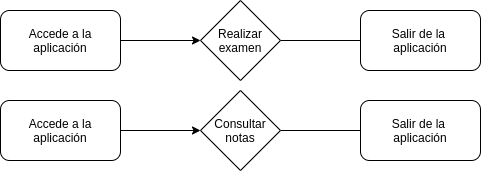 Accede a la
aplicación
Realizar
examen
Salir de la
aplicación
Accede a la
aplicación
Consultar
notas
Salir de la
aplicación